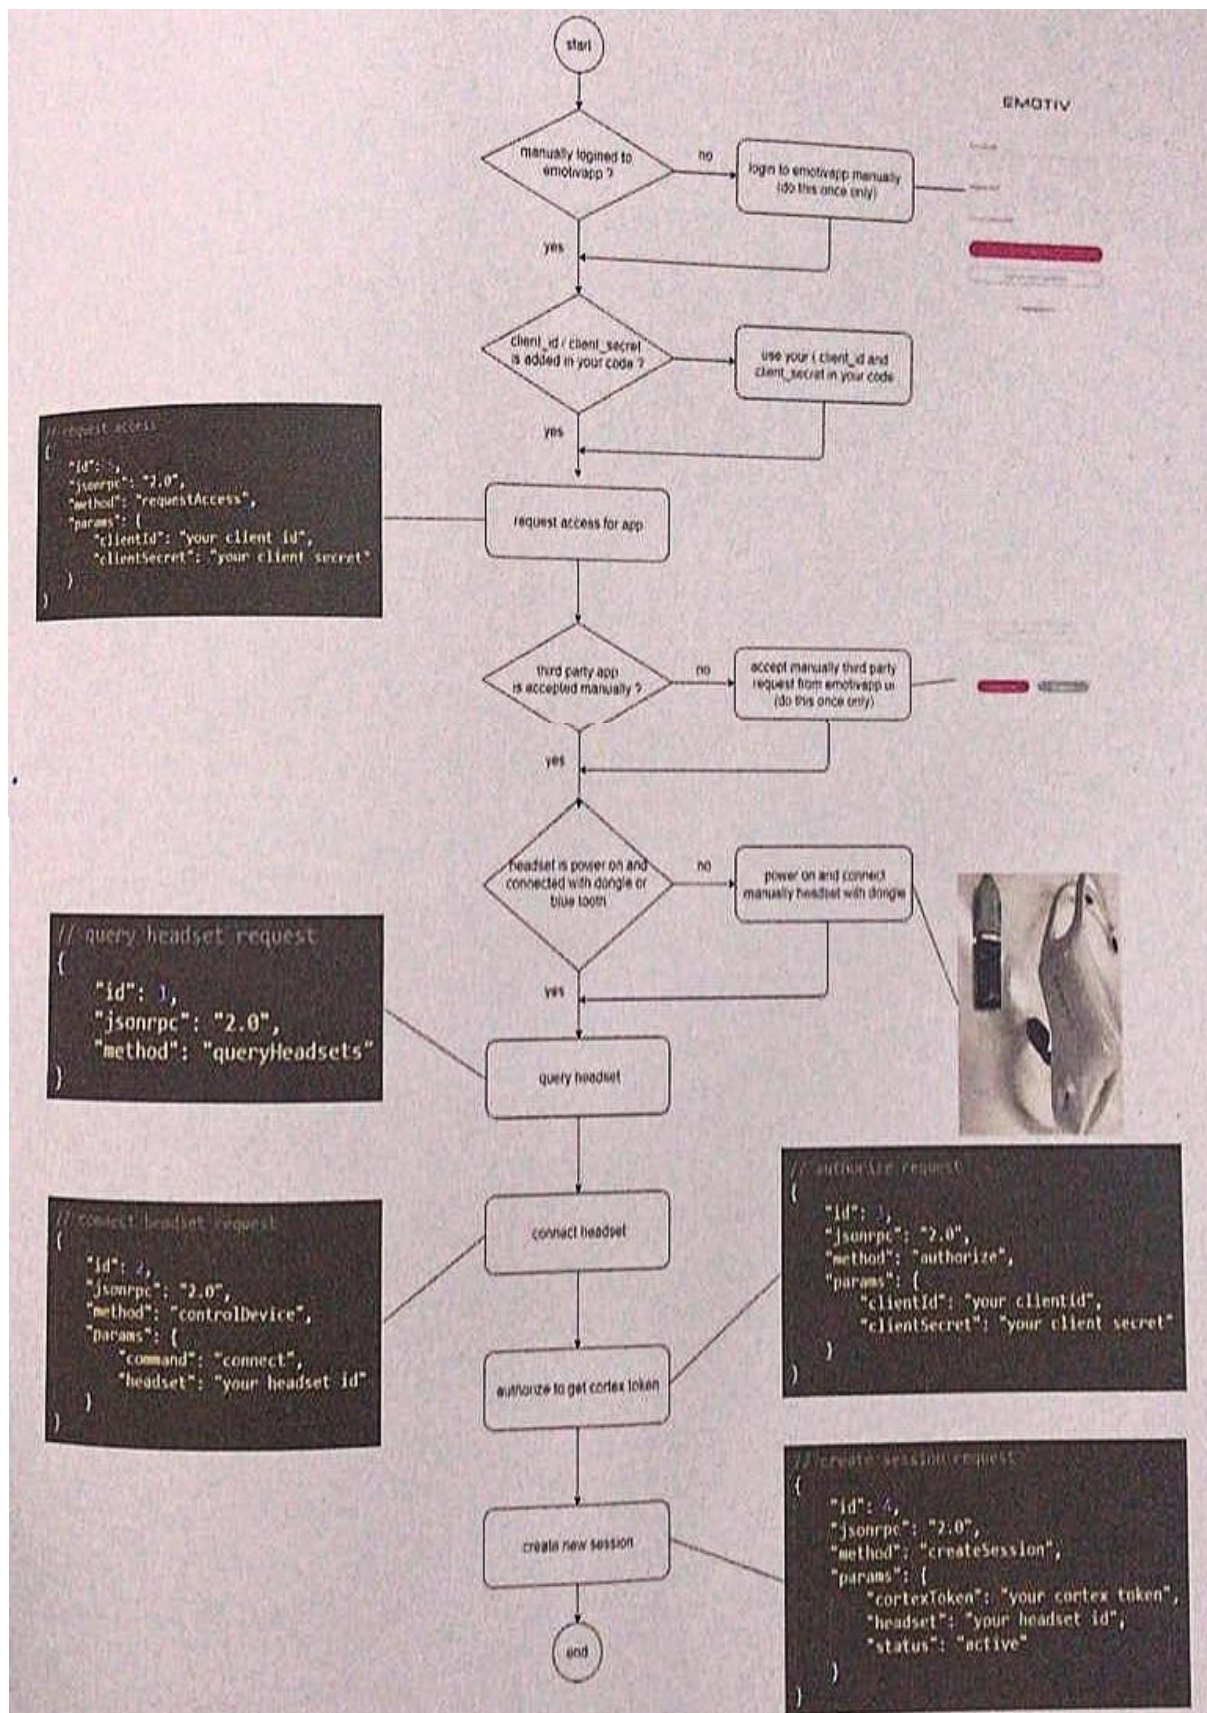 start
EMOTIV
manually logined to
emotivapp ?
no
login to emotivapp manually
(do this once only)
yes
client_id / client_secret
is added in your code ?
use your ( client_id and
client_secret in your code
yes
// request access
{
"id": ,
"jsonrpc": "2.0",
"method": "requestAccess",
"params": {
"clientId": "your client id",
"clientSecret": "your client secret"
}
}
request access for app
third party app
is accepted manually ?
no
accept manually third party
request from emotivapp ui
(do this once only)
yes
headset is power on and
connected with dongle or
blue tooth
no
power on and connect
manually headset with dongle
yes
// query headset request
{
"id": 1,
"jsonrpc": "2.0",
"method": "queryHeadsets"
}
query headset
// connect headset request
{
"id": 2,
"jsonrpc": "2.0",
"method": "controlDevice",
"params": {
"command": "connect",
"headset": "your headset id"
}
}
connect headset
// authorize request
{
"id": ,
"jsonrpc": "2.0",
"method": "authorize",
"params": {
"clientId": "your clientid",
"clientSecret": "your client secret"
}
}
authorize to get cortex token
create new session
// create session request
{
"id": 4,
"jsonrpc": "2.0",
"method": "createSession",
"params": {
"cortexToken": "your cortex token",
"headset": "your headset id",
"status": "active"
}
}
end